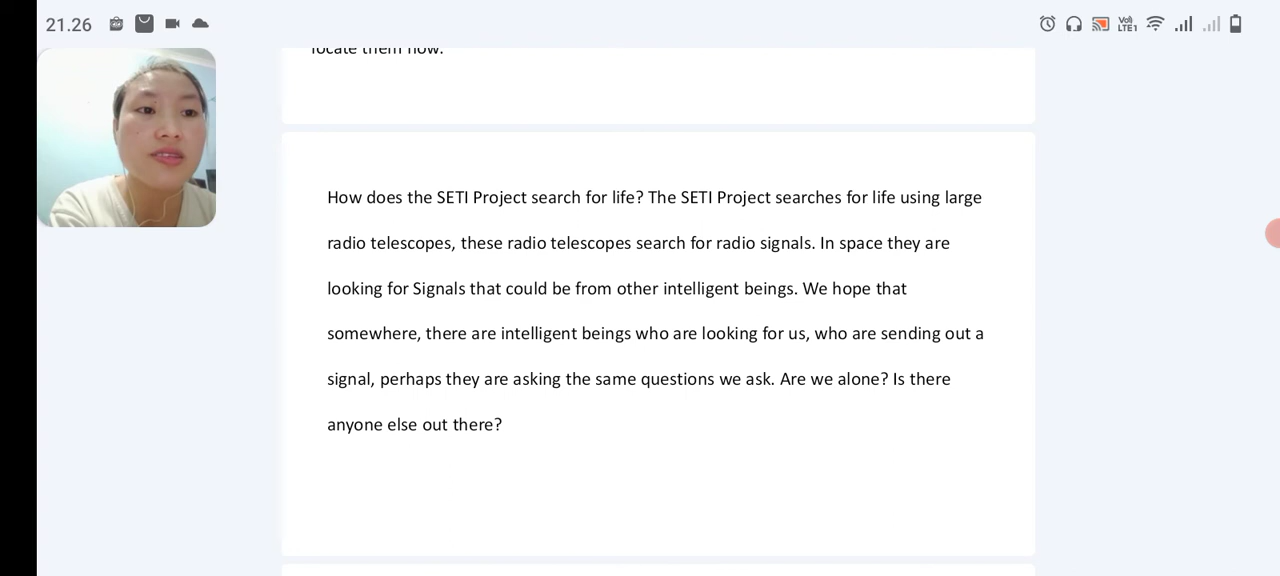 21.26
Vo))
LTE1
locate them now.
How does the SETI Project search for life? The SETI Project searches for life using large
radio telescopes, these radio telescopes search for radio signals. In space they are
looking for Signals that could be from other intelligent beings. We hope that
somewhere, there are intelligent beings who are looking for us, who are sending out a
signal, perhaps they are asking the same questions we ask. Are we alone? Is there
anyone else out there?